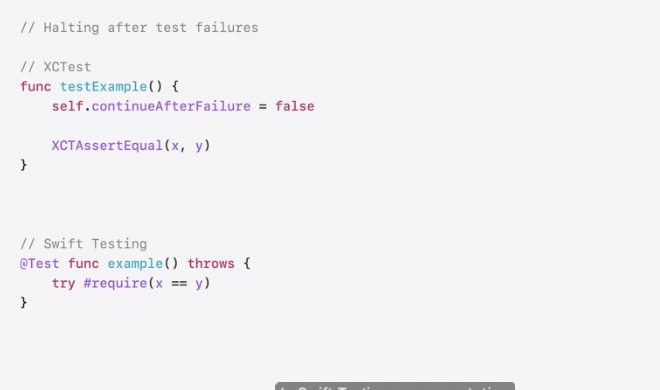 // Halting after test failures
// XCTest
func testExample() {
    self.continueAfterFailure = false
    XCTAssertEqual(x, y)
}
// Swift Testing
@Test func example() throws {
    try #require(x == y)
}